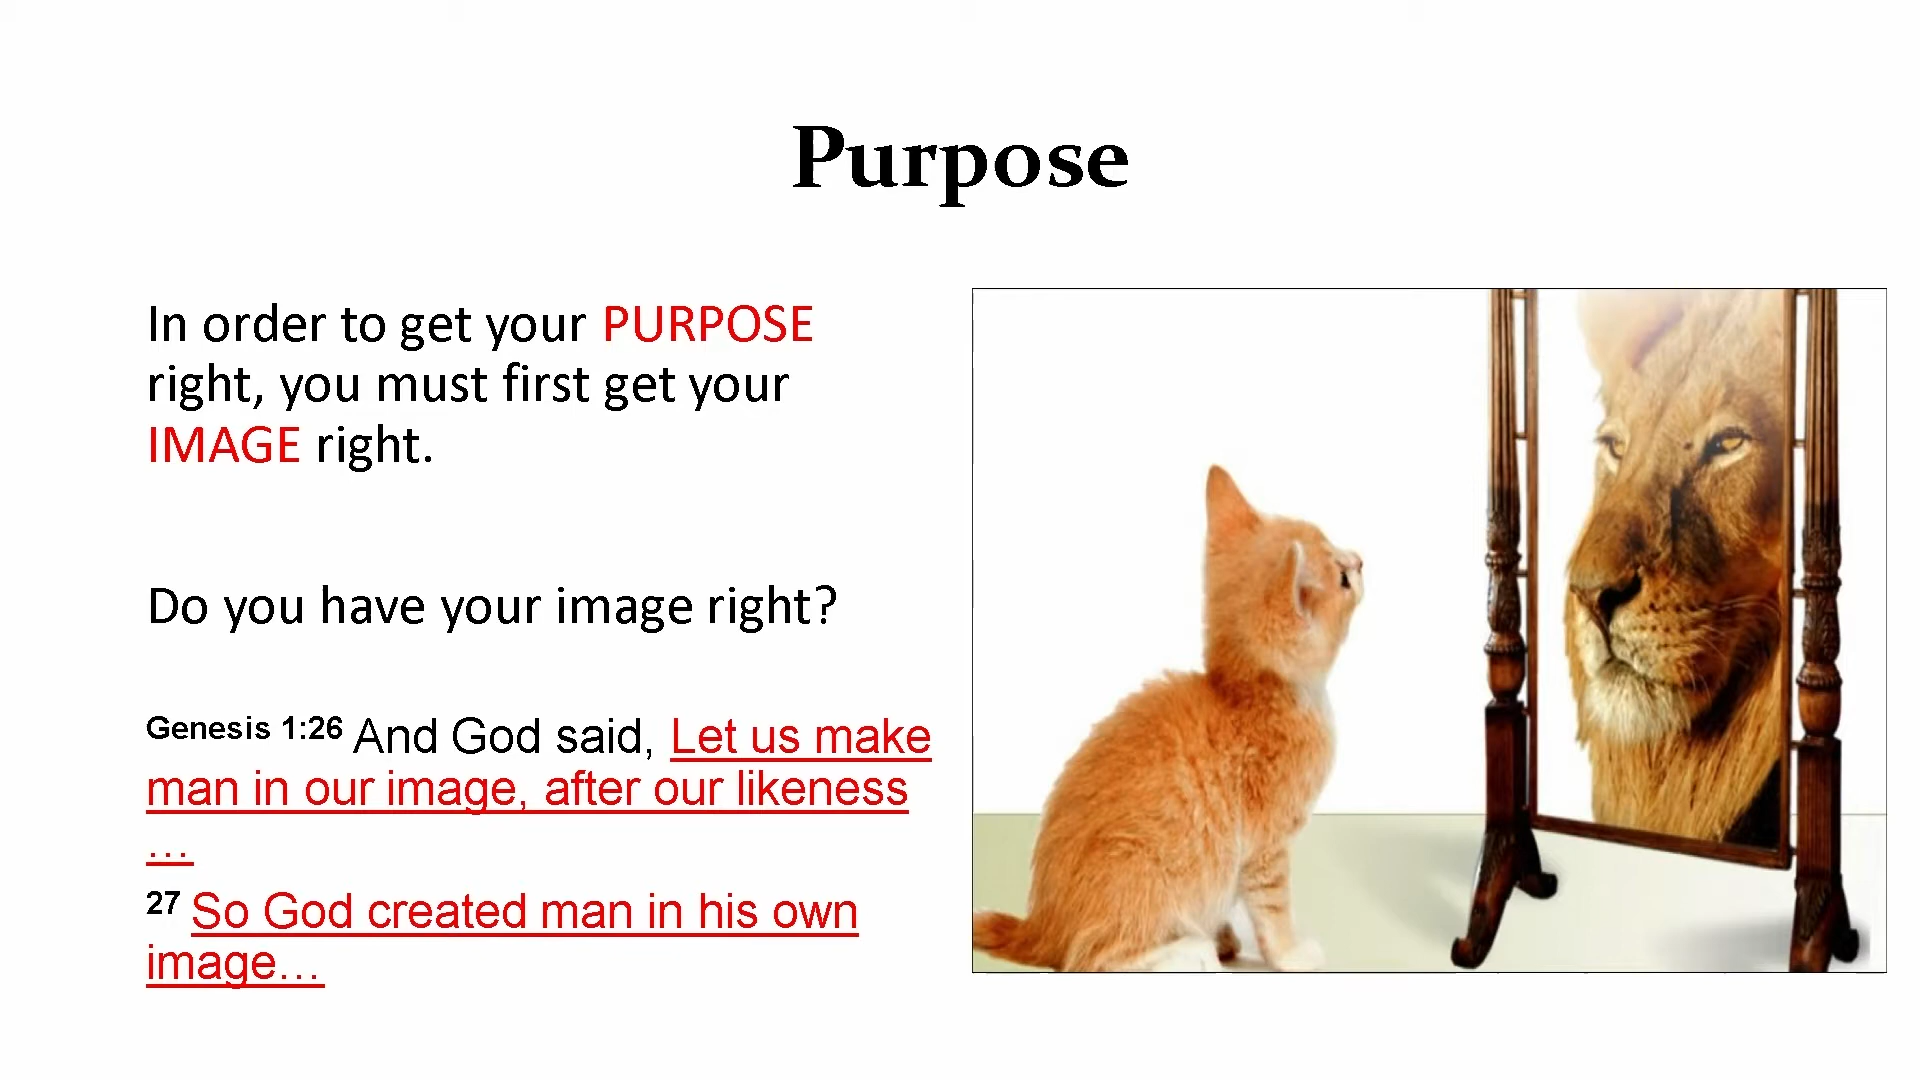 Purpose
In order to get your PURPOSE
right, you must first get your
IMAGE right.
Do you have your image right?
Genesis 1:26 And God said, Let us make
man in our image, after our likeness
…
27 So God created man in his own
image…